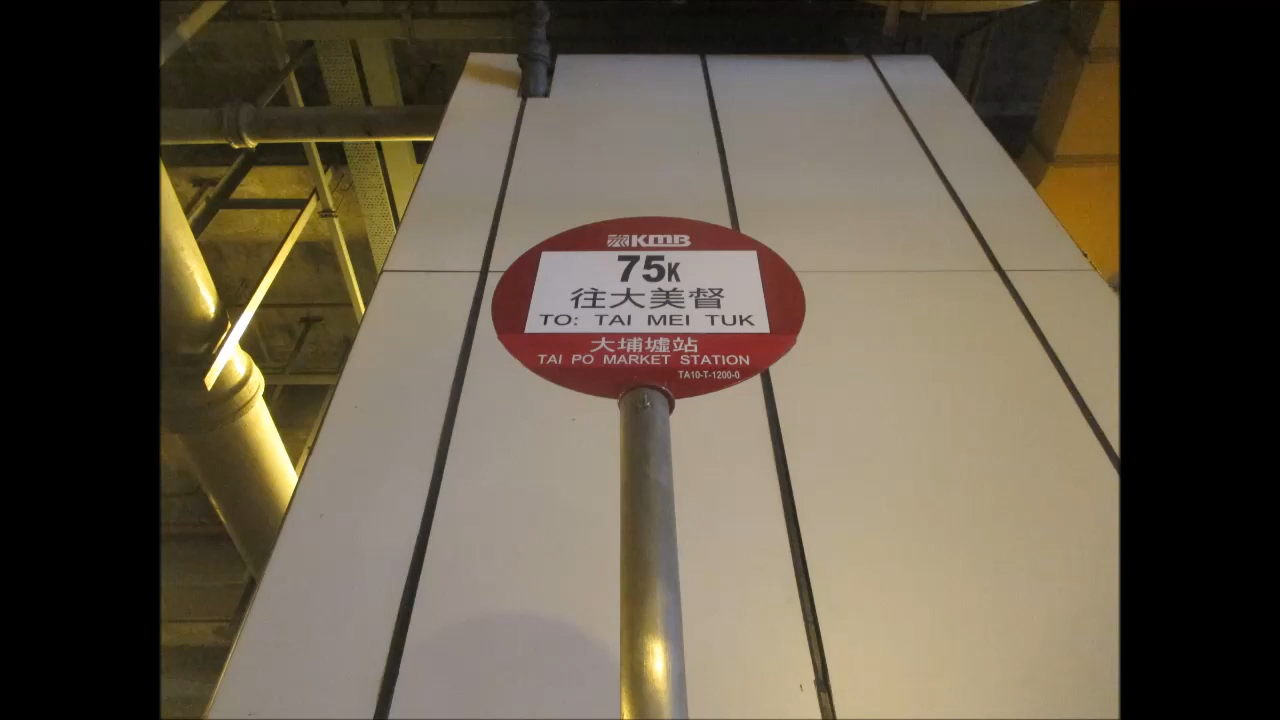 KMB
75K
往大美督
TO: TAI MEI TUK
大埔墟站
TAI PO MARKET STATION
TA10-T-1200-0